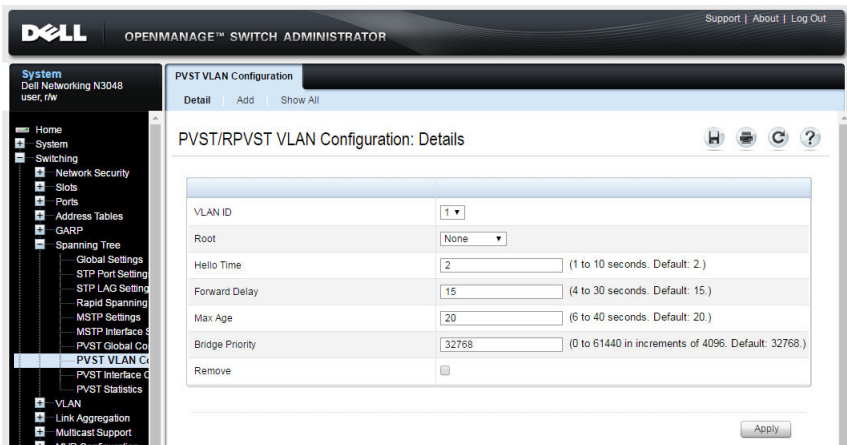 DELL
OPENMANAGE™ SWITCH ADMINISTRATOR
Support | About | Log Out
System
Dell Networking N3048
user, r/w
Home
System
Switching
Network Security
Slots
Ports
Address Tables
GARP
Spanning Tree
Global Settings
STP Port Setting
STP LAG Setting
Rapid Spanning
MSTP Settings
MSTP Interface S
PVST Global Co
PVST VLAN Co
PVST Interface C
PVST Statistics
VLAN
Link Aggregation
Multicast Support
PVST VLAN Configuration
Detail Add Show All
PVST/RPVST VLAN Configuration: Details
?
VLAN ID 1
Root None
Hello Time 2 (1 to 10 seconds. Default: 2.)
Forward Delay 15 (4 to 30 seconds. Default: 15.)
Max Age 20 (6 to 40 seconds. Default: 20.)
Bridge Priority 32768 (0 to 61440 in increments of 4096. Default: 32768.)
Remove
Apply